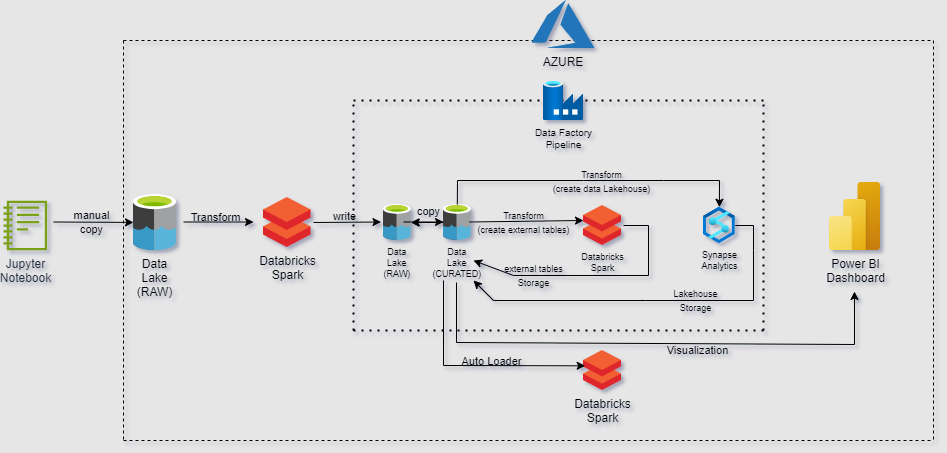 AZURE
Data Factory
Pipeline
Transform
(create data Lakehouse)
manual
copy
Transform
write
copy
Transform
(create external tables)
Jupyter
Notebook
Data
Lake
(RAW)
Databricks
Spark
Data
Lake
(RAW)
Data
Lake
(CURATED)
external tables
Storage
Databricks
Spark
Synapse
Analytics
Lakehouse
Storage
Power BI
Dashboard
Visualization
Auto Loader
Databricks
Spark